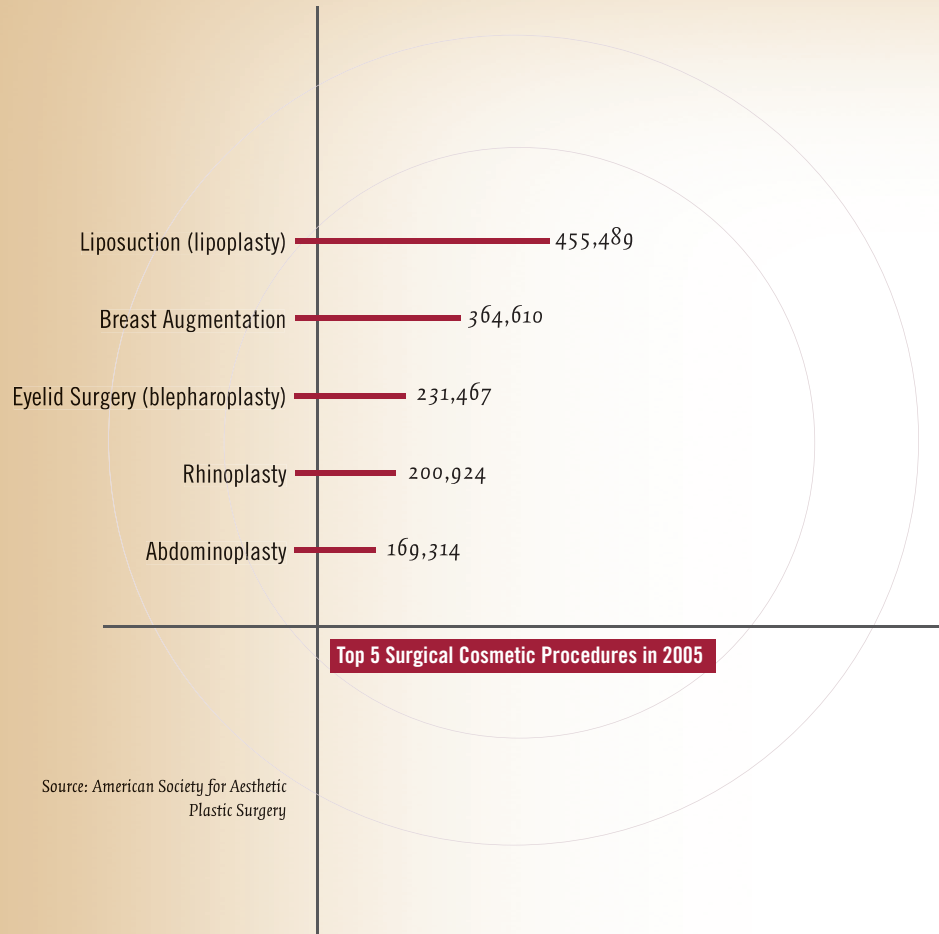 Liposuction (lipoplasty) 455,489
Breast Augmentation 364,610
Eyelid Surgery (blepharoplasty) 231,467
Rhinoplasty 200,924
Abdominoplasty 169,314
Top 5 Surgical Cosmetic Procedures in 2005
Source: American Society for Aesthetic
Plastic Surgery